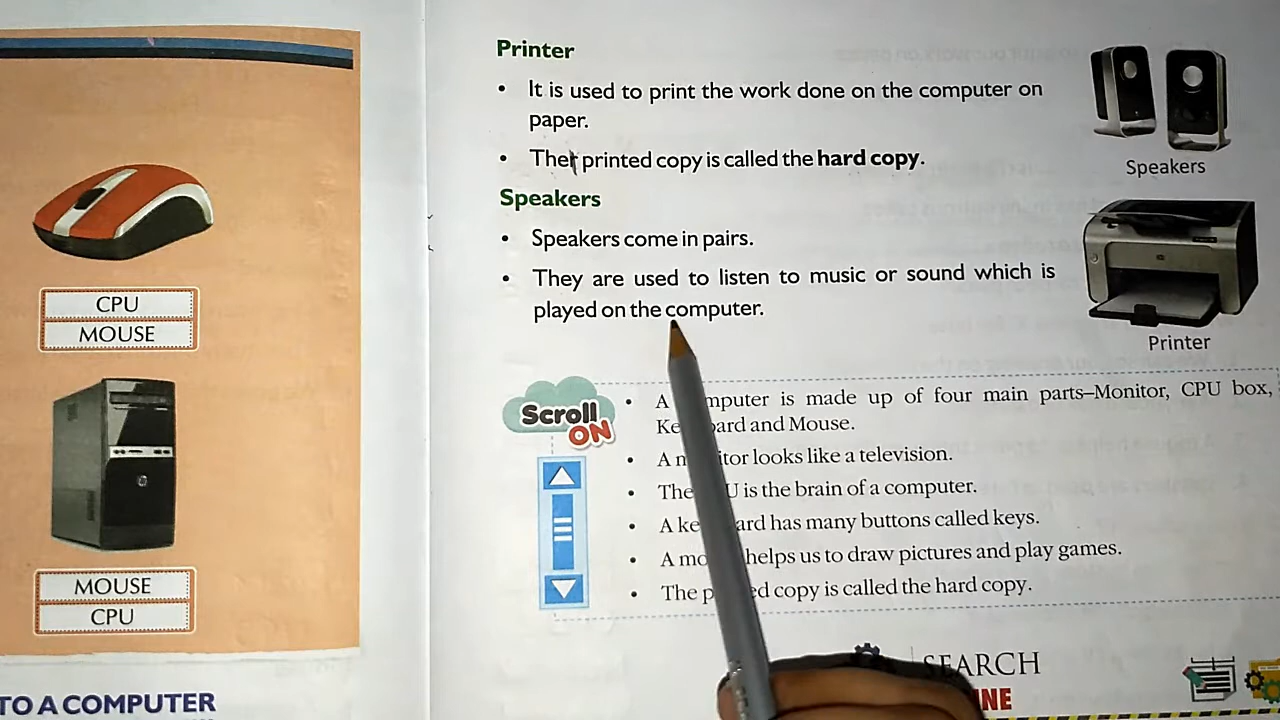 CPU
MOUSE
MOUSE
CPU
TO A COMPUTER
Printer
• It is used to print the work done on the computer on
paper.
• The printed copy is called the hard copy.
Speakers
• Speakers come in pairs.
• They are used to listen to music or sound which is
played on the computer.
Speakers
Printer
Scroll
ON
• A computer is made up of four main parts–Monitor, CPU box,
Keyboard and Mouse.
• A monitor looks like a television.
• The CPU is the brain of a computer.
• A keyboard has many buttons called keys.
• A mouse helps us to draw pictures and play games.
• The printed copy is called the hard copy.
SEARCH